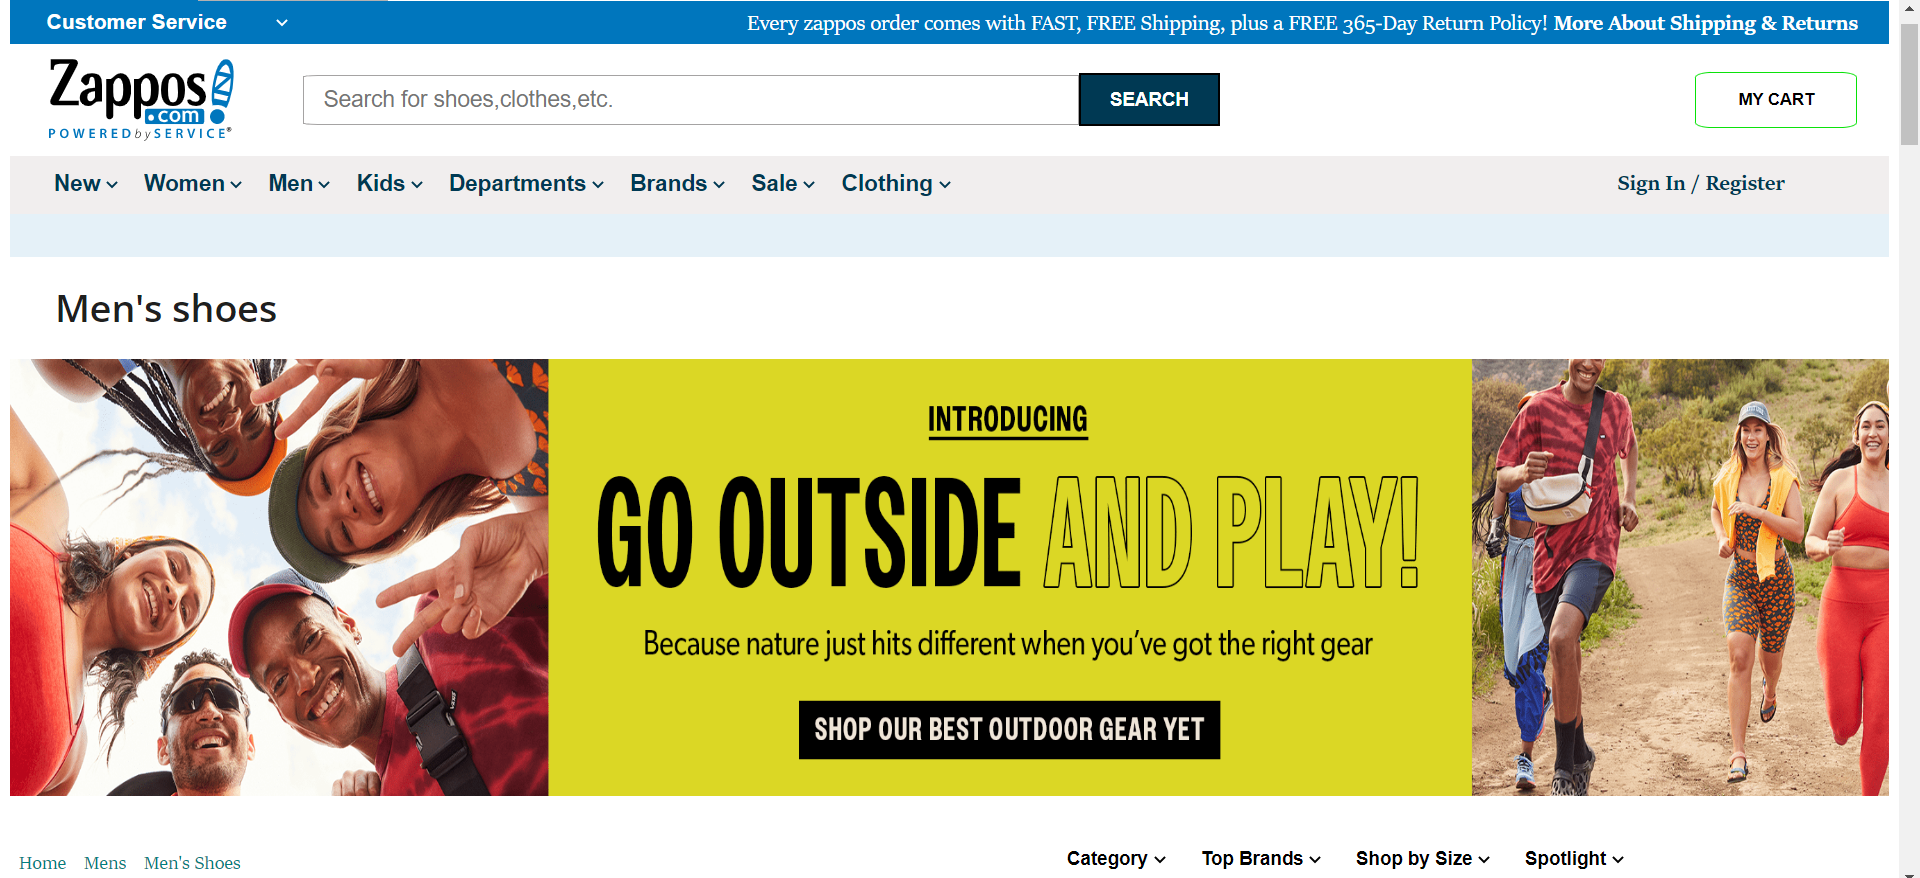 Customer Service
Every zappos order comes with FAST, FREE Shipping, plus a FREE 365-Day Return Policy! More About Shipping & Returns
Zappos
.com
POWEREDbySERVICE®
Search for shoes,clothes,etc.
SEARCH
MY CART
New Women Men Kids Departments Brands Sale Clothing
Sign In / Register
Men's shoes
INTRODUCING
GO OUTSIDE AND PLAY!
Because nature just hits different when you’ve got the right gear
SHOP OUR BEST OUTDOOR GEAR YET
Home Mens Men's Shoes
Category Top Brands Shop by Size Spotlight